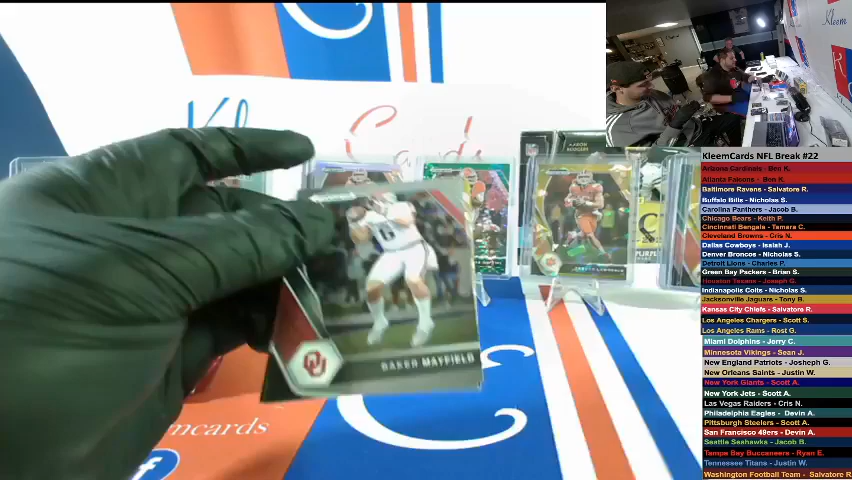 Kleem
Cards
AARON
RODGERS
BAKER MAYFIELD
mcards
Kleem
KleemCards NFL Break #22
Arizona Cardinals - Ben K.
Atlanta Falcons - Ben K.
Baltimore Ravens - Salvatore R.
Buffalo Bills - Nicholas S.
Carolina Panthers - Jacob B.
Chicago Bears - Keith P.
Cincinnati Bengals - Tamara C.
Cleveland Browns - Cris N.
Dallas Cowboys - Isaiah J.
Denver Broncos - Nicholas S.
Detroit Lions - Charles P.
Green Bay Packers - Brian S.
Houston Texans - Joseph G.
Indianapolis Colts - Nicholas S.
Jacksonville Jaguars - Tony B.
Kansas City Chiefs - Salvatore R.
Los Angeles Chargers - Scott S.
Los Angeles Rams - Rost G.
Miami Dolphins - Jerry C.
Minnesota Vikings - Sean J.
New England Patriots - Josheph G.
New Orleans Saints - Justin W.
New York Giants - Scott A.
New York Jets - Scott A.
Las Vegas Raiders - Cris N.
Philadelphia Eagles - Devin A.
Pittsburgh Steelers - Scott A.
San Francisco 49ers - Devin A.
Seattle Seahawks - Jacob B.
Tampa Bay Buccaneers - Ryan E.
Tennessee Titans - Justin W.
Washington Football Team - Salvatore R